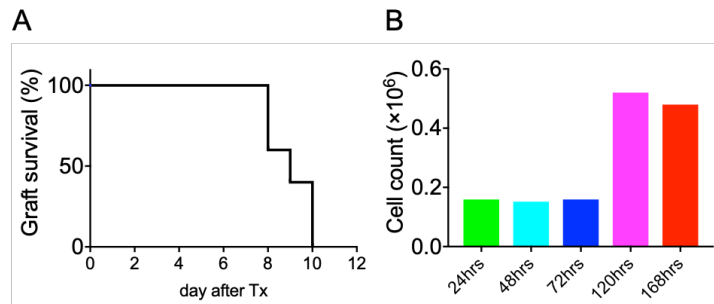 A
B
Graft survival (%)
100
50
0
0 2 4 6 8 10 12
day after Tx
Cell count (×10⁶)
0.6
0.4
0.2
0.0
24hrs
48hrs
72hrs
120hrs
168hrs